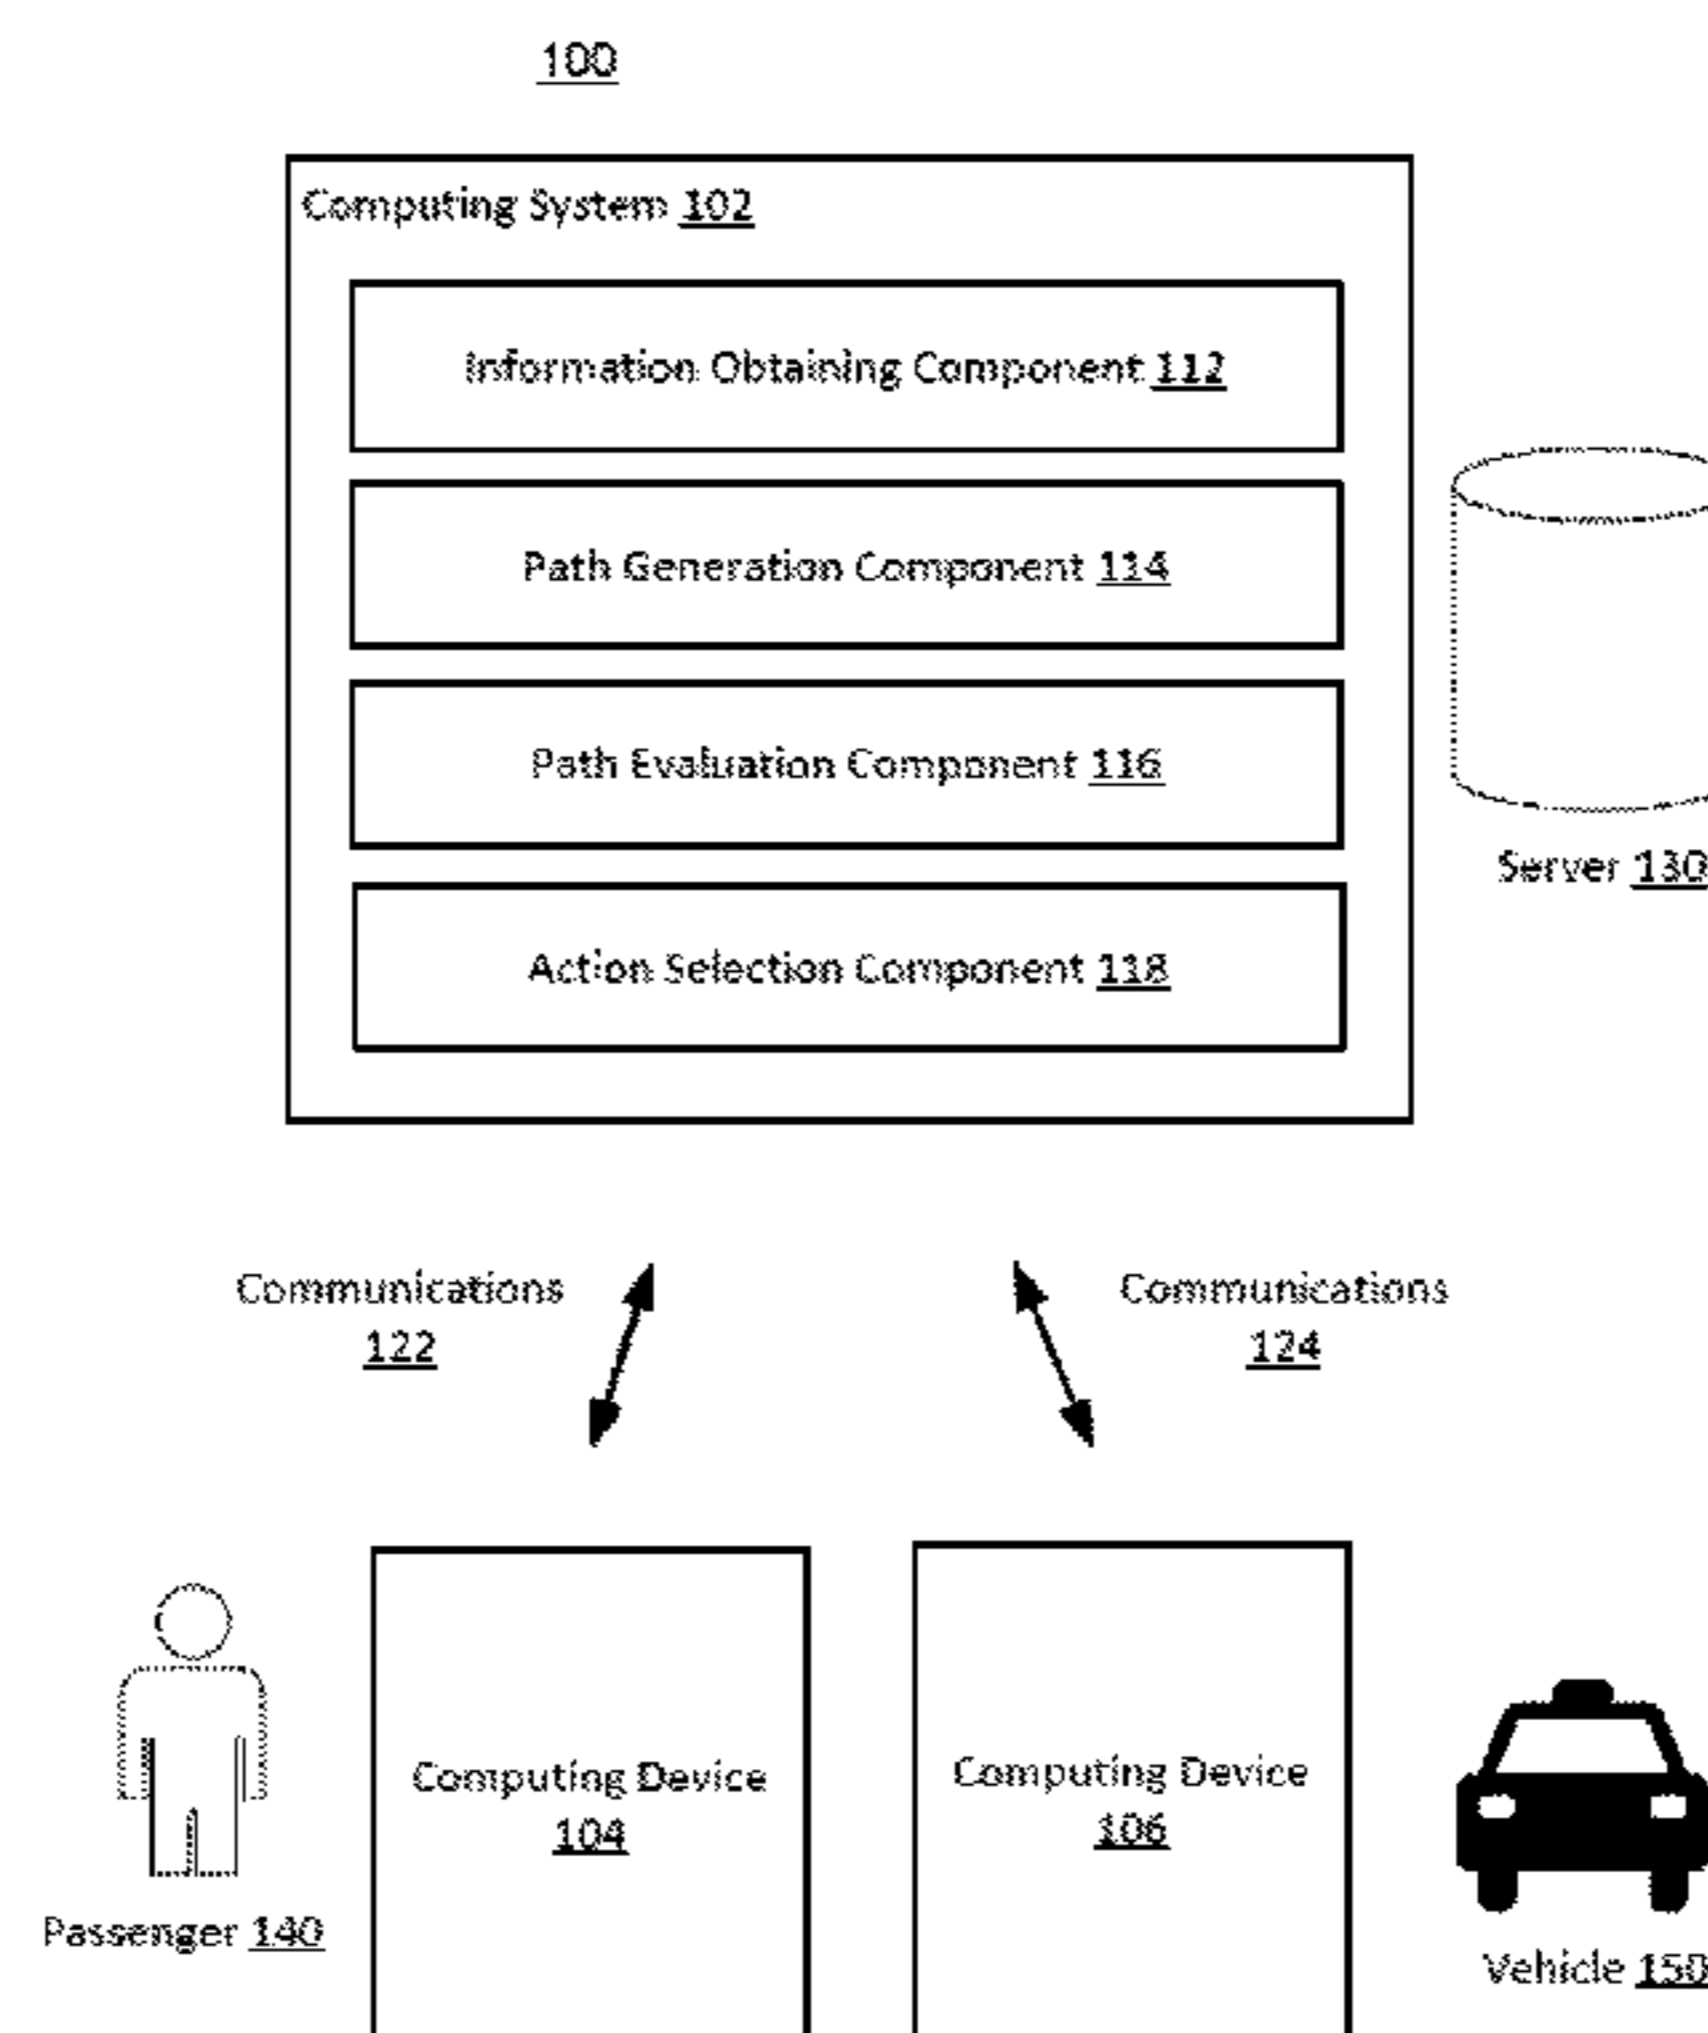 100
Computing System 102
Information Obtaining Component 112
Path Generation Component 114
Path Evaluation Component 116
Server 130
Action Selection Component 118
Communications
122
Communications
124
Computing Device
104
Computing Device
106
Passenger 140
Vehicle 150